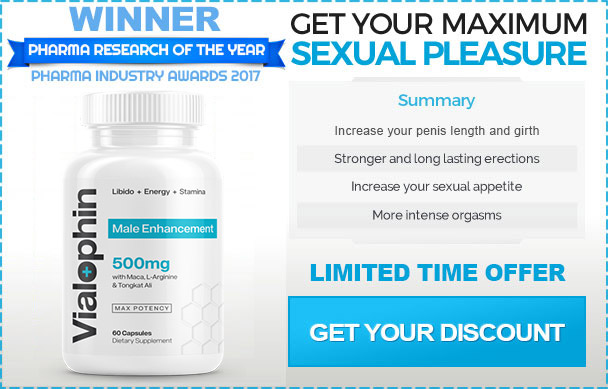 WINNER
PHARMA RESEARCH OF THE YEAR
PHARMA INDUSTRY AWARDS 2017
GET YOUR MAXIMUM
SEXUAL PLEASURE
Summary
Increase your penis length and girth
Stronger and long lasting erections
Increase your sexual appetite
More intense orgasms
LIMITED TIME OFFER
GET YOUR DISCOUNT
Vialophin
Libido + Energy + Stamina
Male Enhancement
500mg
with Maca, L-Arginine
& Tongkat Ali
MAX POTENCY
60 Capsules
Dietary Supplement